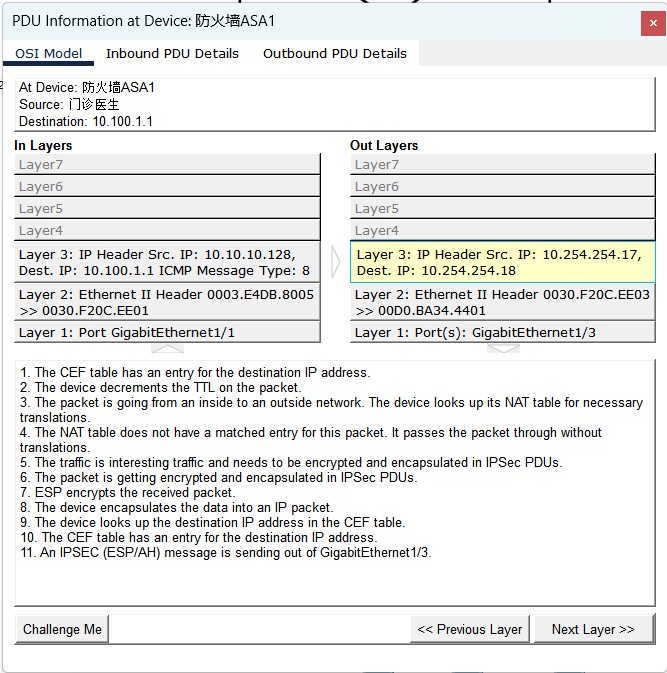 PDU Information at Device: 防火墙ASA1
OSI Model Inbound PDU Details Outbound PDU Details
At Device: 防火墙ASA1
Source: 门诊医生
Destination: 10.100.1.1
In Layers
Layer7
Layer6
Layer5
Layer4
Layer 3: IP Header Src. IP: 10.10.10.128,
Dest. IP: 10.100.1.1 ICMP Message Type: 8
Layer 2: Ethernet II Header 0003.E4DB.8005
>> 0030.F20C.EE01
Layer 1: Port GigabitEthernet1/1
Out Layers
Layer7
Layer6
Layer5
Layer4
Layer 3: IP Header Src. IP: 10.254.254.17,
Dest. IP: 10.254.254.18
Layer 2: Ethernet II Header 0030.F20C.EE03
>> 00D0.BA34.4401
Layer 1: Port(s): GigabitEthernet1/3
1. The CEF table has an entry for the destination IP address.
2. The device decrements the TTL on the packet.
3. The packet is going from an inside to an outside network. The device looks up its NAT table for necessary
translations.
4. The NAT table does not have a matched entry for this packet. It passes the packet through without
translations.
5. The traffic is interesting traffic and needs to be encrypted and encapsulated in IPSec PDUs.
6. The packet is getting encrypted and encapsulated in IPSec PDUs.
7. ESP encrypts the received packet.
8. The device encapsulates the data into an IP packet.
9. The device looks up the destination IP address in the CEF table.
10. The CEF table has an entry for the destination IP address.
11. An IPSEC (ESP/AH) message is sending out of GigabitEthernet1/3.
Challenge Me << Previous Layer Next Layer >>